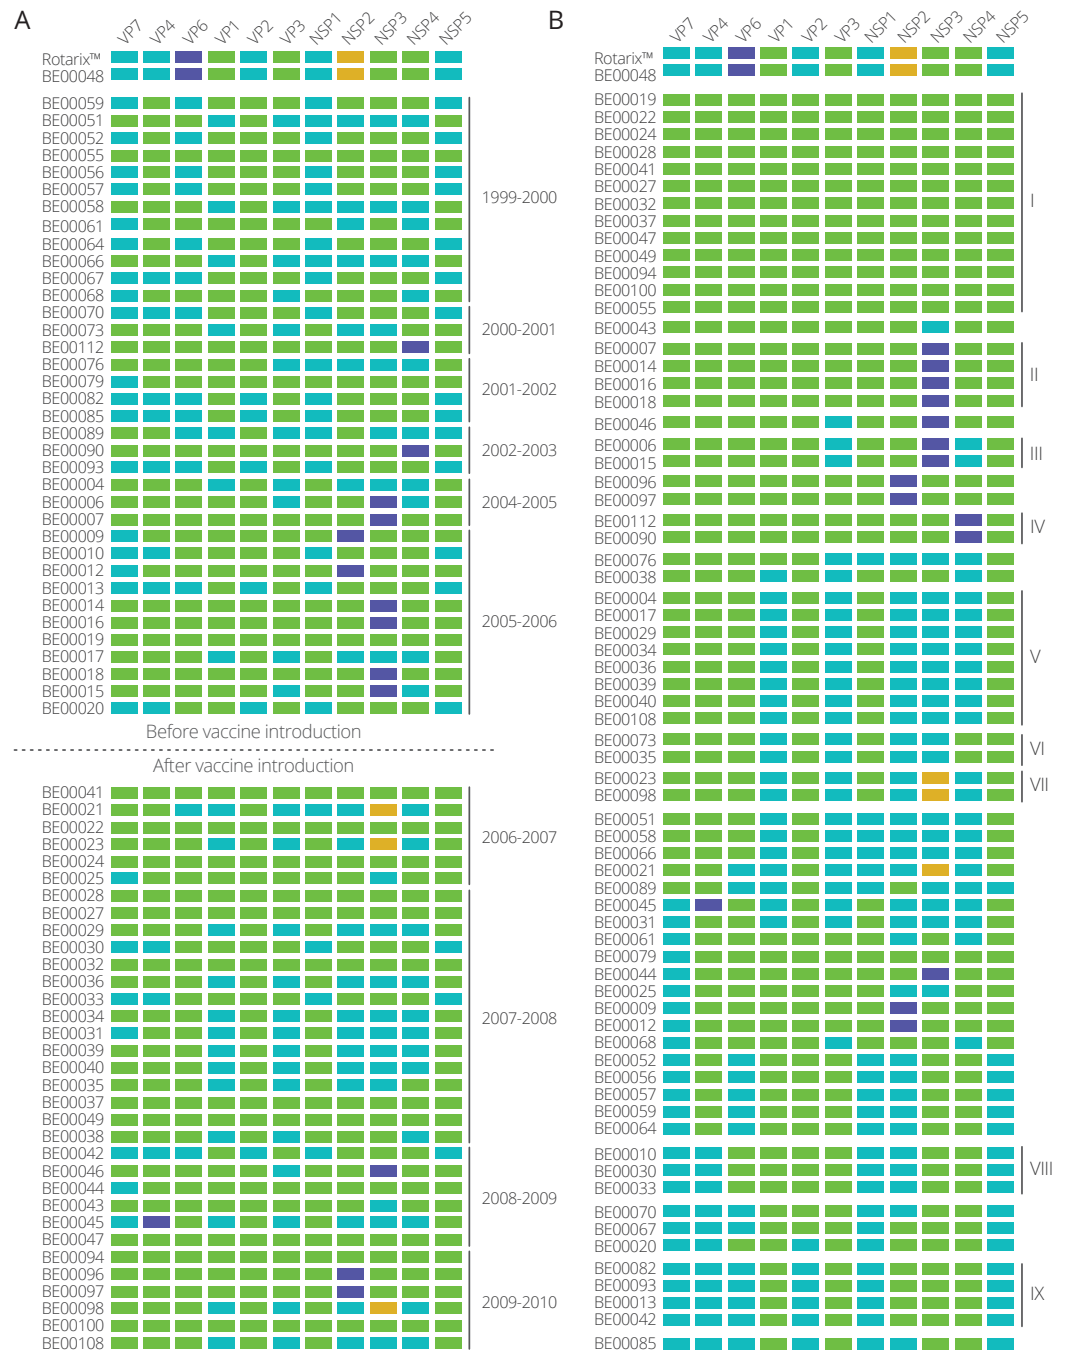 A
VP7
VP4
VP6
VP1
VP2
VP3
NSP1
NSP2
NSP3
NSP4
NSP5
Rotarix™
BE00048
BE00059
BE00051
BE00052
BE00055
BE00056
BE00057
BE00058
BE00061
BE00064
BE00066
BE00067
BE00068
1999-2000
BE00070
BE00073
BE00112
2000-2001
BE00076
BE00079
BE00082
BE00085
2001-2002
BE00089
BE00090
BE00093
2002-2003
BE00004
BE00006
BE00007
2004-2005
BE00009
BE00010
BE00012
BE00013
BE00014
BE00016
BE00019
BE00017
BE00018
BE00015
BE00020
2005-2006
Before vaccine introduction
After vaccine introduction
BE00041
BE00021
BE00022
BE00023
BE00024
BE00025
2006-2007
BE00028
BE00027
BE00029
BE00030
BE00032
BE00036
BE00033
BE00034
BE00031
BE00039
BE00040
BE00035
BE00037
BE00049
BE00038
2007-2008
BE00042
BE00046
BE00044
BE00043
BE00045
BE00047
2008-2009
BE00094
BE00096
BE00097
BE00098
BE00100
BE00108
2009-2010
B
VP7
VP4
VP6
VP1
VP2
VP3
NSP1
NSP2
NSP3
NSP4
NSP5
Rotarix™
BE00048
BE00019
BE00022
BE00024
BE00028
BE00041
BE00027
BE00032
BE00037
BE00047
BE00049
BE00094
BE00100
BE00055
I
BE00043
BE00007
BE00014
BE00016
BE00018
II
BE00046
BE00006
BE00015
III
BE00096
BE00097
BE00112
BE00090
IV
BE00076
BE00038
BE00004
BE00017
BE00029
BE00034
BE00036
BE00039
BE00040
BE00108
V
BE00073
BE00035
VI
BE00023
BE00098
VII
BE00051
BE00058
BE00066
BE00021
BE00089
BE00045
BE00031
BE00061
BE00079
BE00044
BE00025
BE00009
BE00012
BE00068
BE00052
BE00056
BE00057
BE00059
BE00064
BE00010
BE00030
BE00033
VIII
BE00070
BE00067
BE00020
BE00082
BE00093
BE00013
BE00042
IX
BE00085